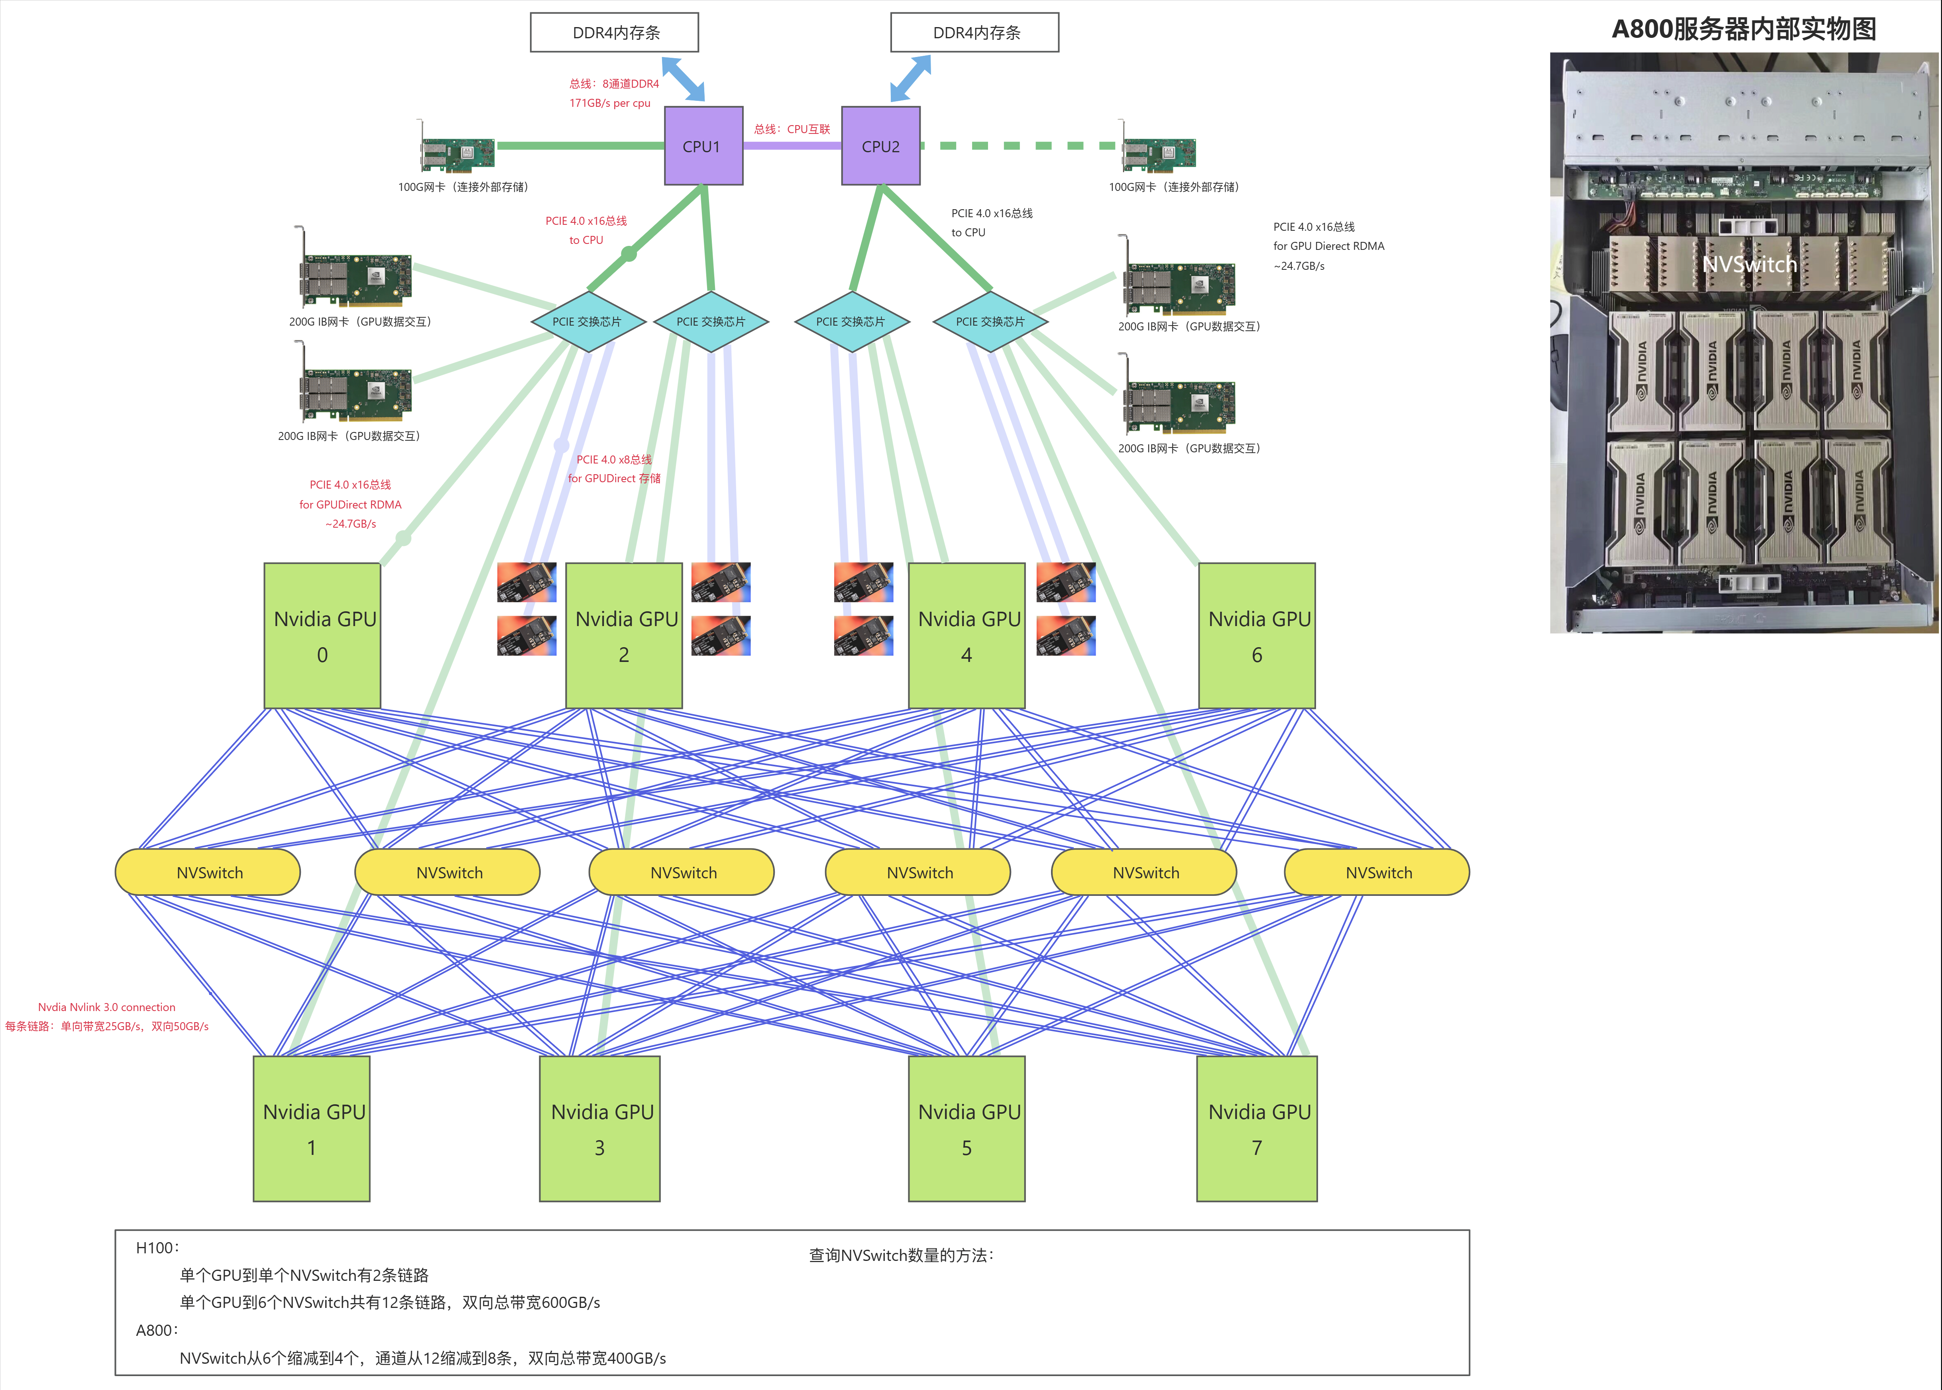 DDR4内存条
DDR4内存条
A800服务器内部实物图
总线：8通道DDR4
171GB/s per cpu
CPU1
总线：CPU互联
CPU2
100G网卡（连接外部存储）
100G网卡（连接外部存储）
PCIE 4.0 x16总线
to CPU
PCIE 4.0 x16总线
to CPU
PCIE 4.0 x16总线
for GPU Dierect RDMA
~24.7GB/s
NVSwitch
200G IB网卡（GPU数据交互）
PCIE 交换芯片
PCIE 交换芯片
PCIE 交换芯片
PCIE 交换芯片
200G IB网卡（GPU数据交互）
200G IB网卡（GPU数据交互）
200G IB网卡（GPU数据交互）
NVIDIA
NVIDIA
NVIDIA
NVIDIA
NVIDIA
NVIDIA
NVIDIA
NVIDIA
PCIE 4.0 x8总线
for GPUDirect 存储
PCIE 4.0 x16总线
for GPUDirect RDMA
~24.7GB/s
Nvidia GPU
0
Nvidia GPU
2
Nvidia GPU
4
Nvidia GPU
6
NVSwitch
NVSwitch
NVSwitch
NVSwitch
NVSwitch
NVSwitch
Nvdia Nvlink 3.0 connection
每条链路：单向带宽25GB/s，双向50GB/s
Nvidia GPU
1
Nvidia GPU
3
Nvidia GPU
5
Nvidia GPU
7
H100：
单个GPU到单个NVSwitch有2条链路
单个GPU到6个NVSwitch共有12条链路，双向总带宽600GB/s
A800：
NVSwitch从6个缩减到4个，通道从12缩减到8条，双向总带宽400GB/s
查询NVSwitch数量的方法：